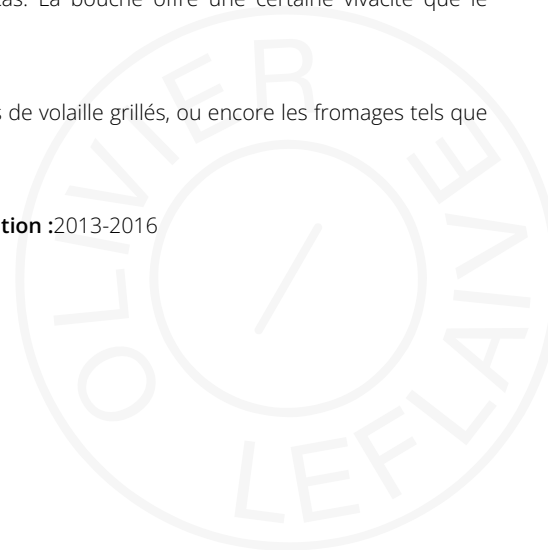 La bouche offre une certaine vivacité que le
de volaille grillés, ou encore les fromages tels que
tion :2013-2016
OLIVIER LEFLAIVE